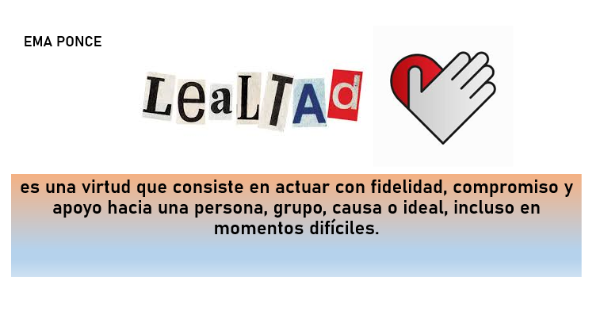 EMA PONCE
LeaLTAd
es una virtud que consiste en actuar con fidelidad, compromiso y
apoyo hacia una persona, grupo, causa o ideal, incluso en
momentos difíciles.